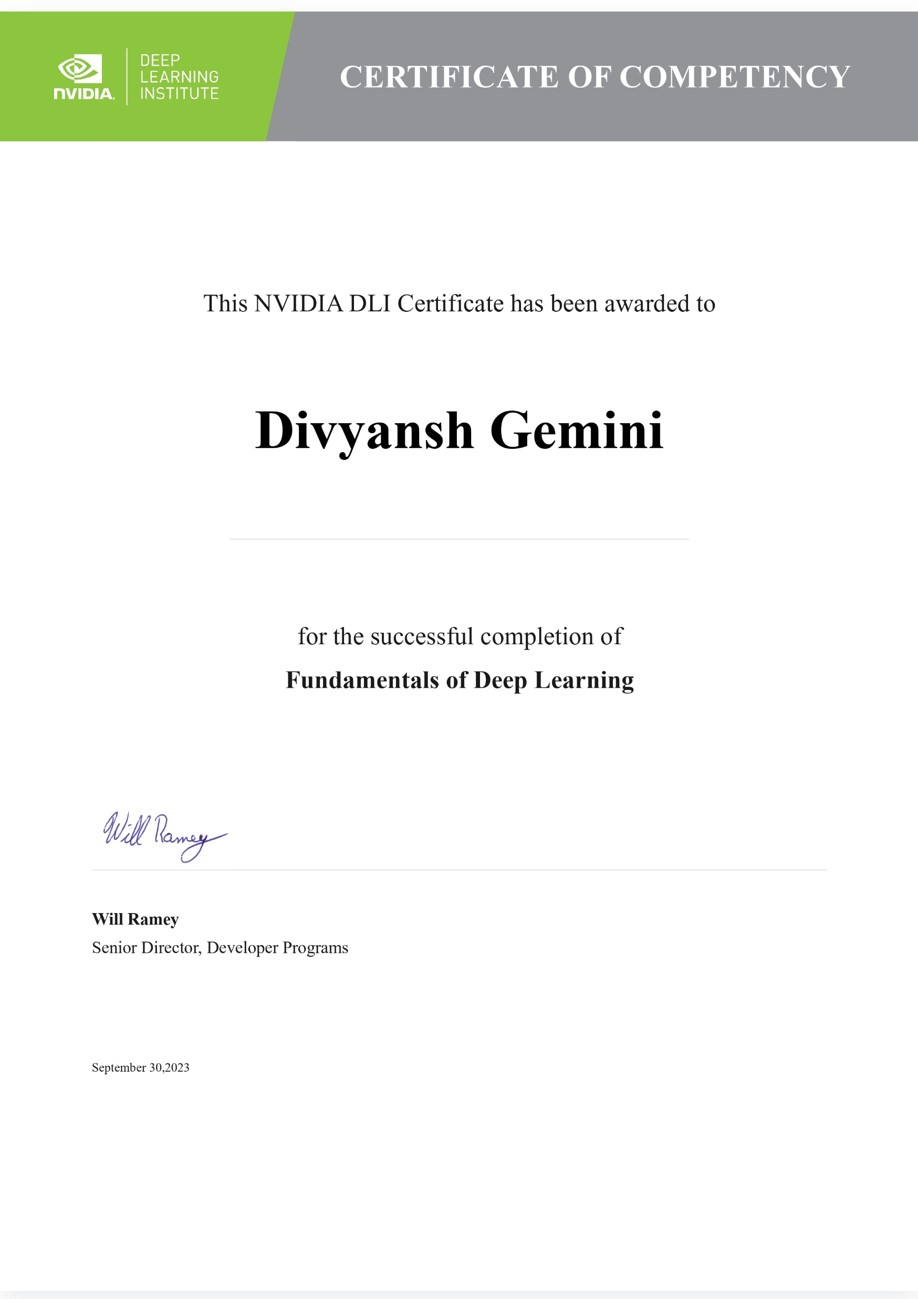 NVIDIA.
DEEP
LEARNING
INSTITUTE
CERTIFICATE OF COMPETENCY
This NVIDIA DLI Certificate has been awarded to
Divyansh Gemini
for the successful completion of
Fundamentals of Deep Learning
Will Ramey
Will Ramey
Senior Director, Developer Programs
September 30,2023